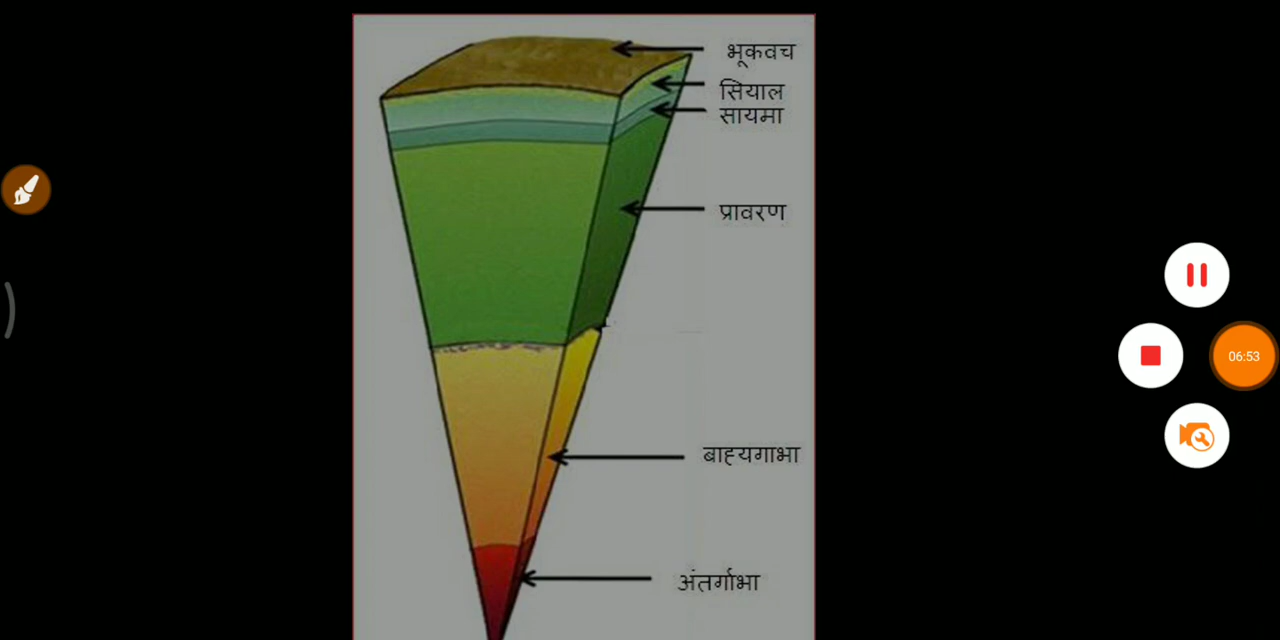 भूकवच
सियाल
सायमा
प्रावरण
बाह्यगाभा
अंतर्गाभा
06:53